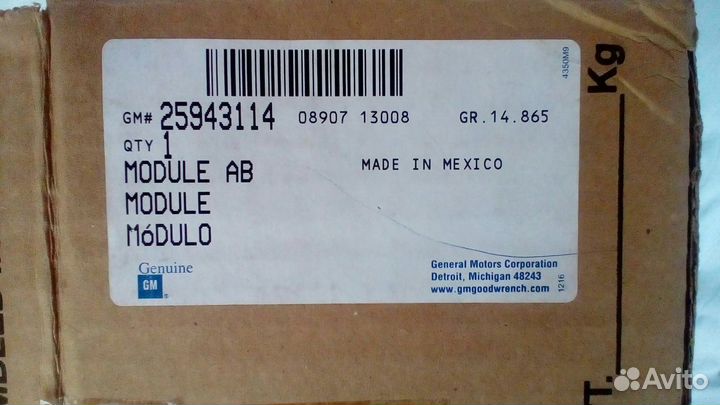 4350M9
Kg
GM# 25943114 08907 13008 GR.14.865
QTY 1
MODULE AB MADE IN MEXICO
MODULE
MóDULO
Genuine
GM
General Motors Corporation
Detroit, Michigan 48243
www.gmgoodwrench.com
1216
Avito